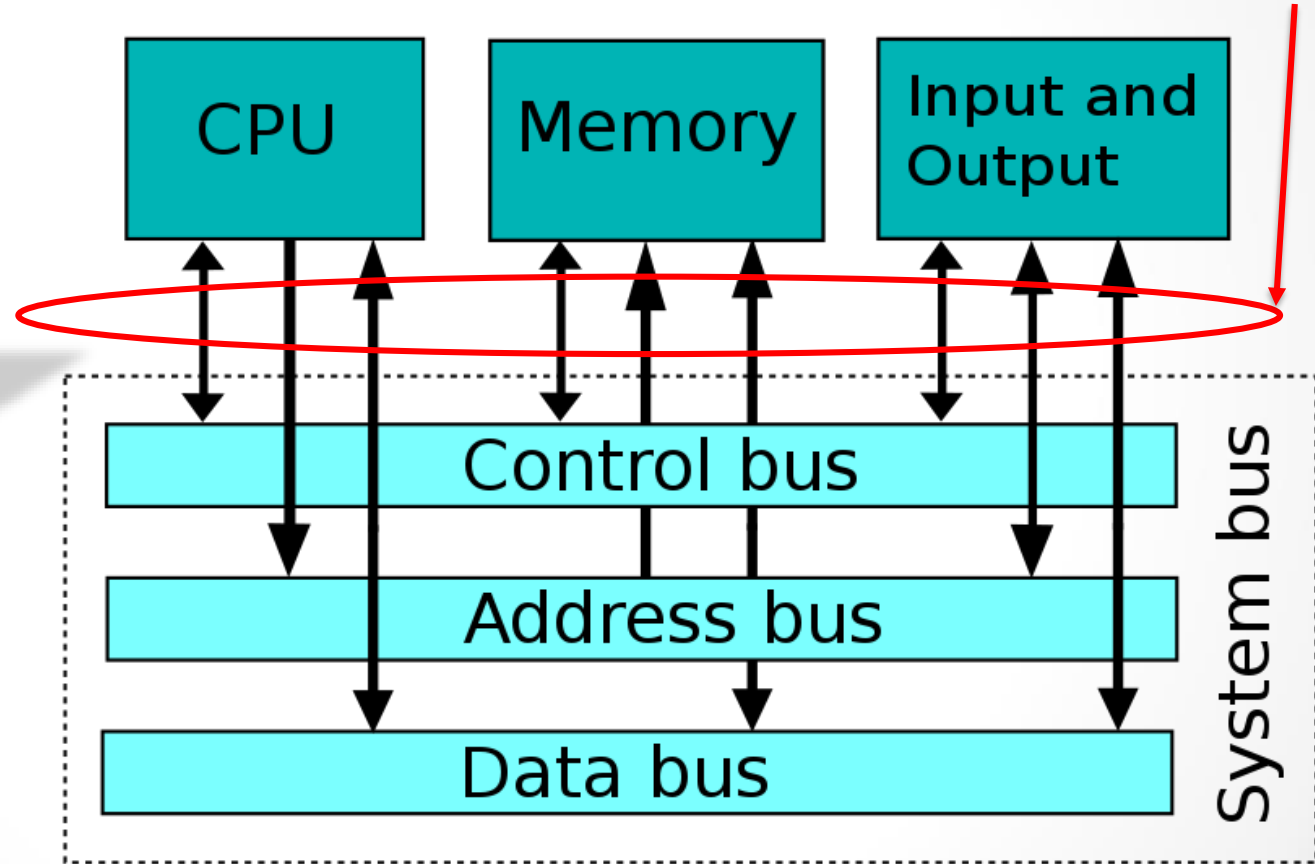 CPU
Memory
Input and
Output
Control bus
Address bus
Data bus
System bus